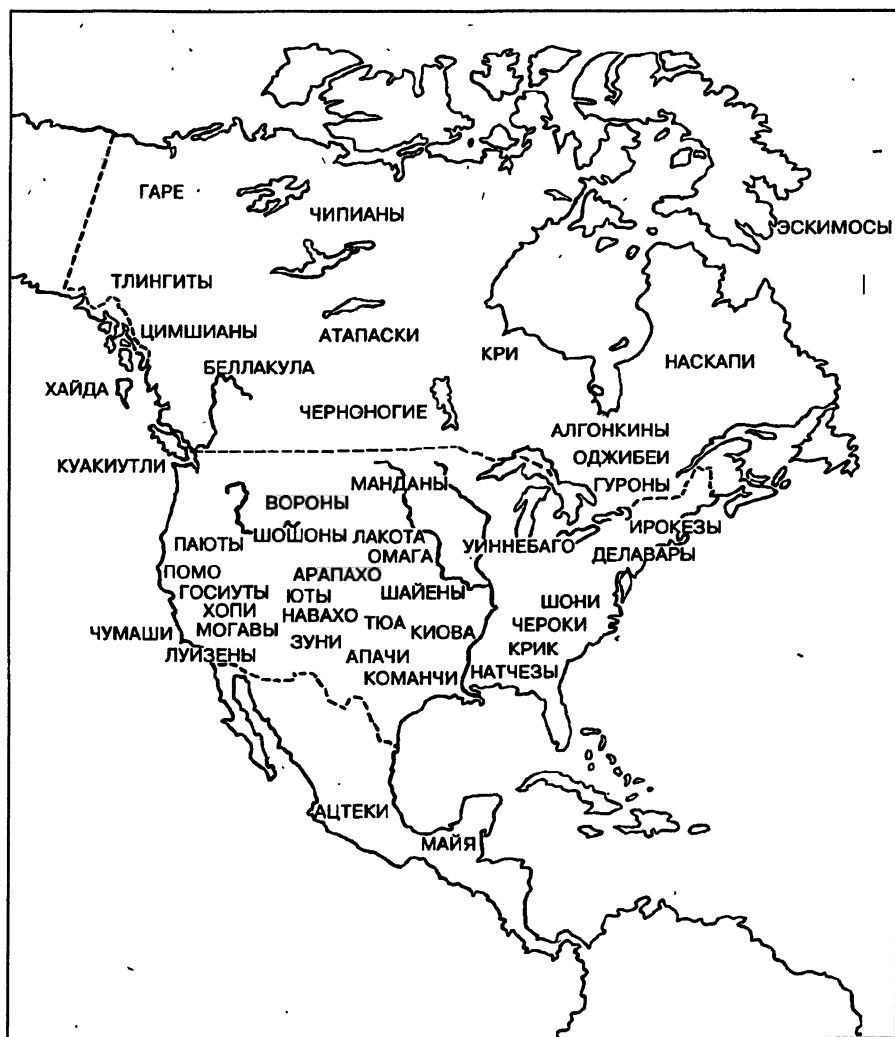 ГАРЕ
ЧИПИАНЫ
ЭСКИМОСЫ
ТЛИНГИТЫ
ЦИМШИАНЫ
АТАПАСКИ
КРИ
НАСКАПИ
БЕЛЛАКУЛА
ХАЙДА
ЧЕРНОНОГИЕ
АЛГОНКИНЫ
ОДЖИБЕИ
КУАКИУТЛИ
МАНДАНЫ
ГУРОНЫ
ВОРОНЫ
ИРОКЕЗЫ
ПАЮТЫ
ШОШОНЫ
ЛАКОТА
УИННЕБАГО
ОМАГА
ДЕЛАВАРЫ
ПОМО
АРАПАХО
ГОСИУТЫ
ЮТЫ
ШАЙЕНЫ
ШОНИ
ХОПИ
НАВАХО
ТЮА
ЧЕРОКИ
ЧУМАШИ
МОГАВЫ
КИОВА
ЗУНИ
КРИК
ЛУИЗЕНЫ
АПАЧИ
НАТЧЕЗЫ
КОМАНЧИ
АЦТЕКИ
МАЙЯ